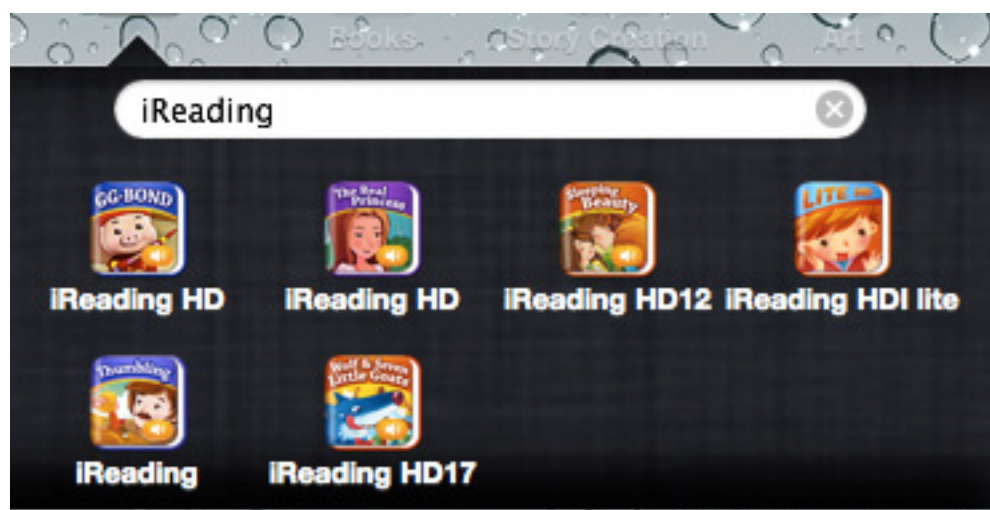 Books Story Creation Art
iReading
GG·BOND
The Real
Princess
Sleeping
Beauty
LITE HD
iReading HD iReading HD iReading HD12 iReading HDI lite
Thumbling
Wolf & Seven
Little Goats
iReading iReading HD17